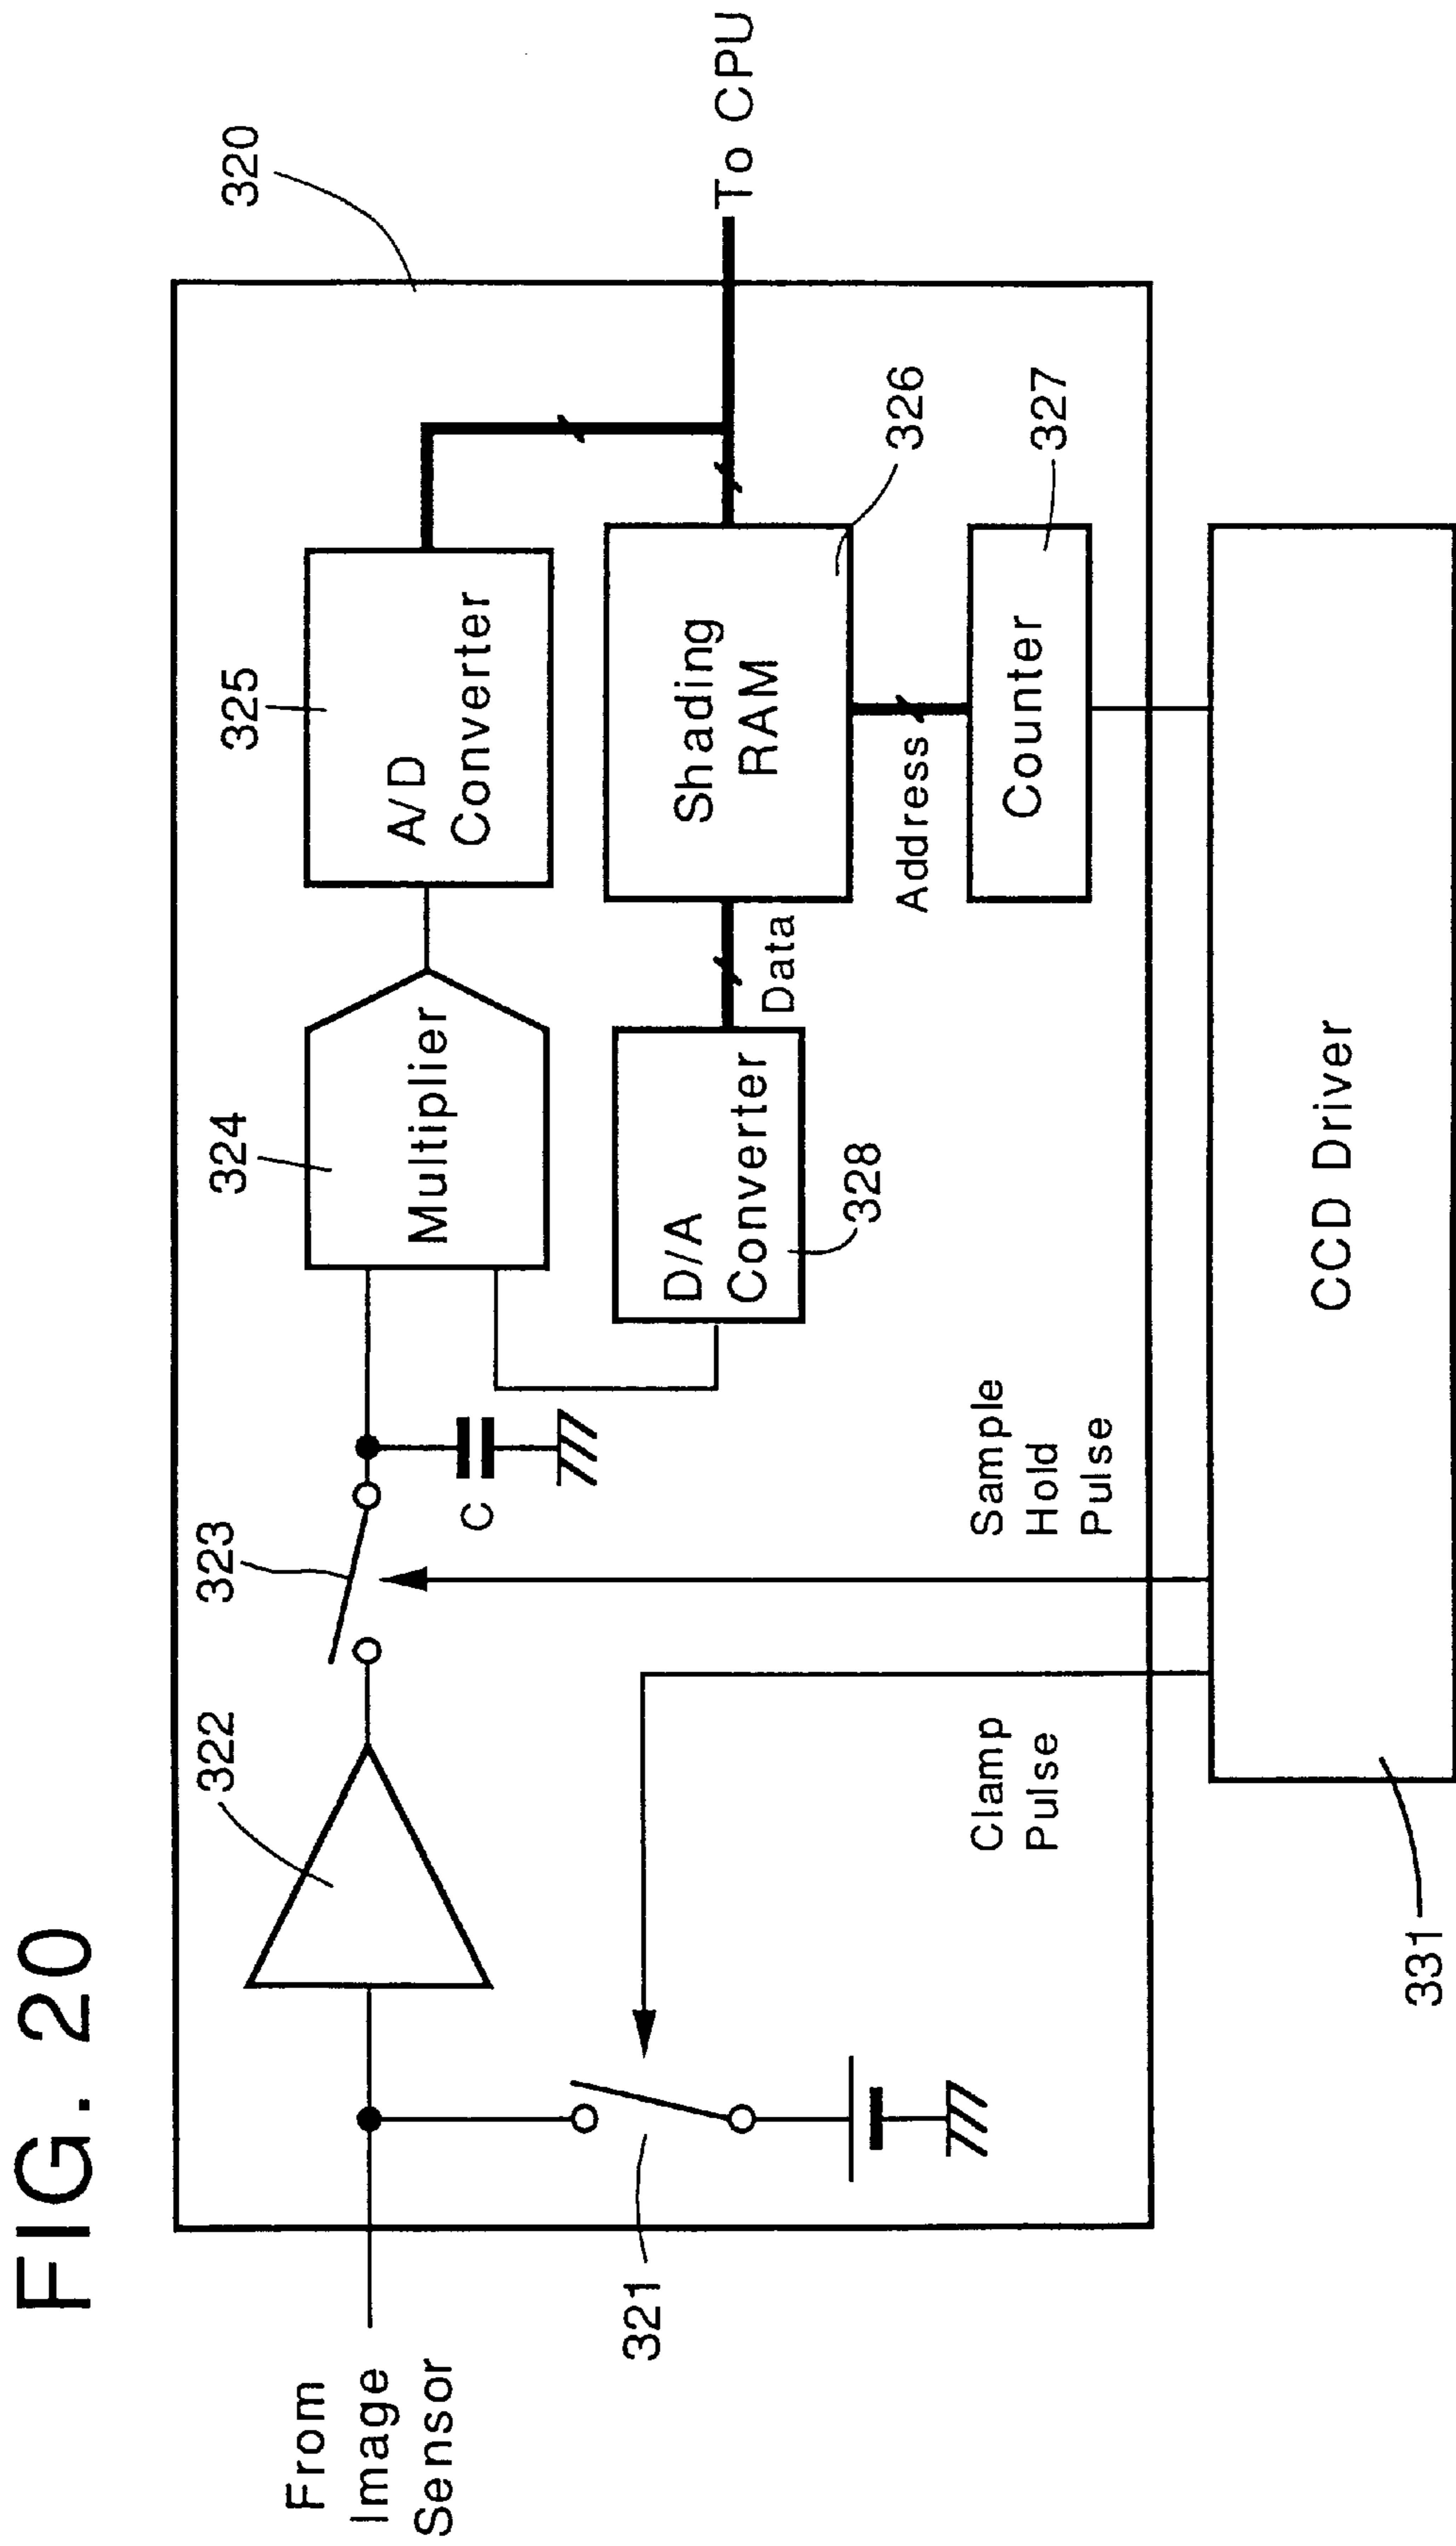 FIG. 20
320
From
Image
Sensor
To CPU
321
322
323
C
324
Multiplier
325
A/D
Converter
Shading
RAM
326
Data
Address
D/A
Converter
328
Counter
327
Clamp
Pulse
Sample
Hold
Pulse
CCD Driver
331